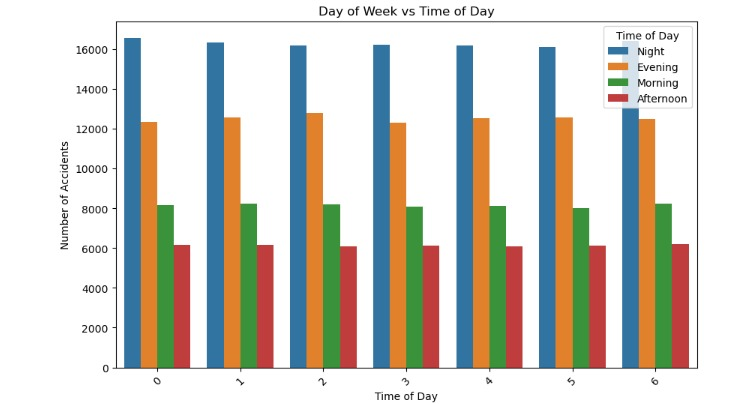 Day of Week vs Time of Day
Time of Day
Night
Evening
Morning
Afternoon
Number of Accidents
16000
14000
12000
10000
8000
6000
4000
2000
0
0 1 2 3 4 5 6
Time of Day